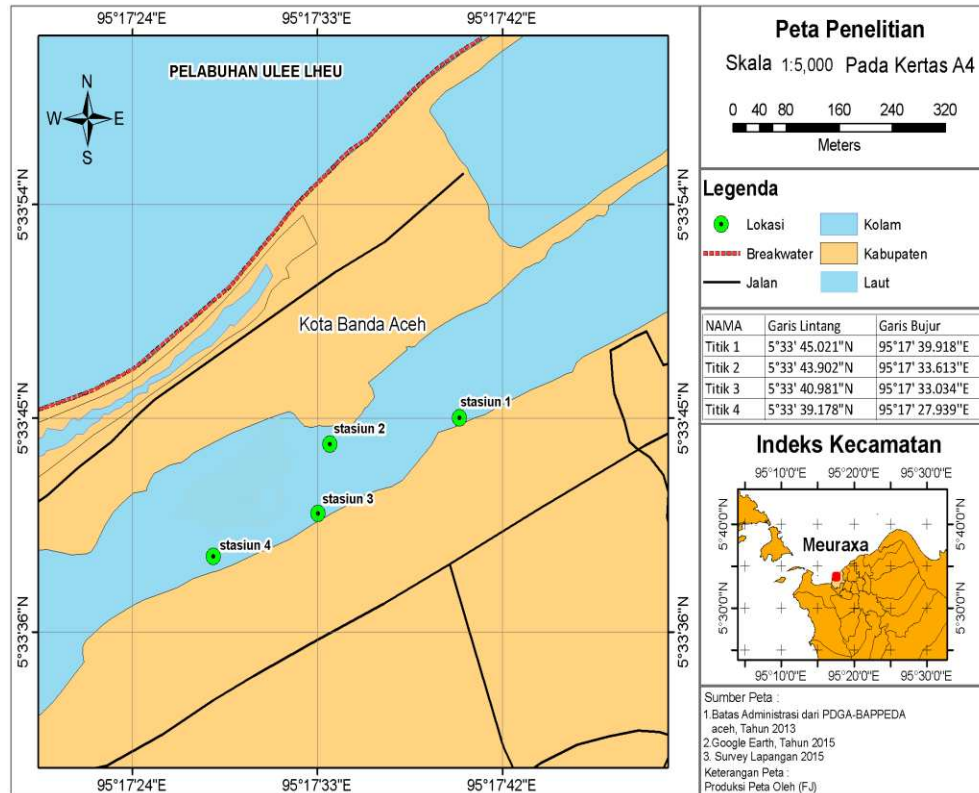 95°17'24"E 95°17'33"E 95°17'42"E
PELABUHAN ULEE LHEU
N
W E
S
5°33'54"N 5°33'54"N
Kota Banda Aceh
stasiun 1
5°33'45"N 5°33'45"N
stasiun 2
stasiun 3
stasiun 4
5°33'36"N 5°33'36"N
95°17'24"E 95°17'33"E 95°17'42"E
Peta Penelitian
Skala 1:5,000 Pada Kertas A4
0 40 80 160 240 320
Meters
Legenda
Lokasi Kolam
Breakwater Kabupaten
Jalan Laut
NAMA Garis Lintang Garis Bujur
Titik 1 5°33' 45.021"N 95°17' 39.918"E
Titik 2 5°33' 43.902"N 95°17' 33.613"E
Titik 3 5°33' 40.981"N 95°17' 33.034"E
Titik 4 5°33' 39.178"N 95°17' 27.939"E
Indeks Kecamatan
95°10'0"E 95°20'0"E 95°30'0"E
5°40'0"N 5°40'0"N
Meuraxa
5°30'0"N 5°30'0"N
95°10'0"E 95°20'0"E 95°30'0"E
Sumber Peta :
1.Batas Administrasi dari PDGA-BAPPEDA
aceh, Tahun 2013
2.Google Earth, Tahun 2015
3. Survey Lapangan 2015
Keterangan Peta :
Produksi Peta Oleh (FJ)